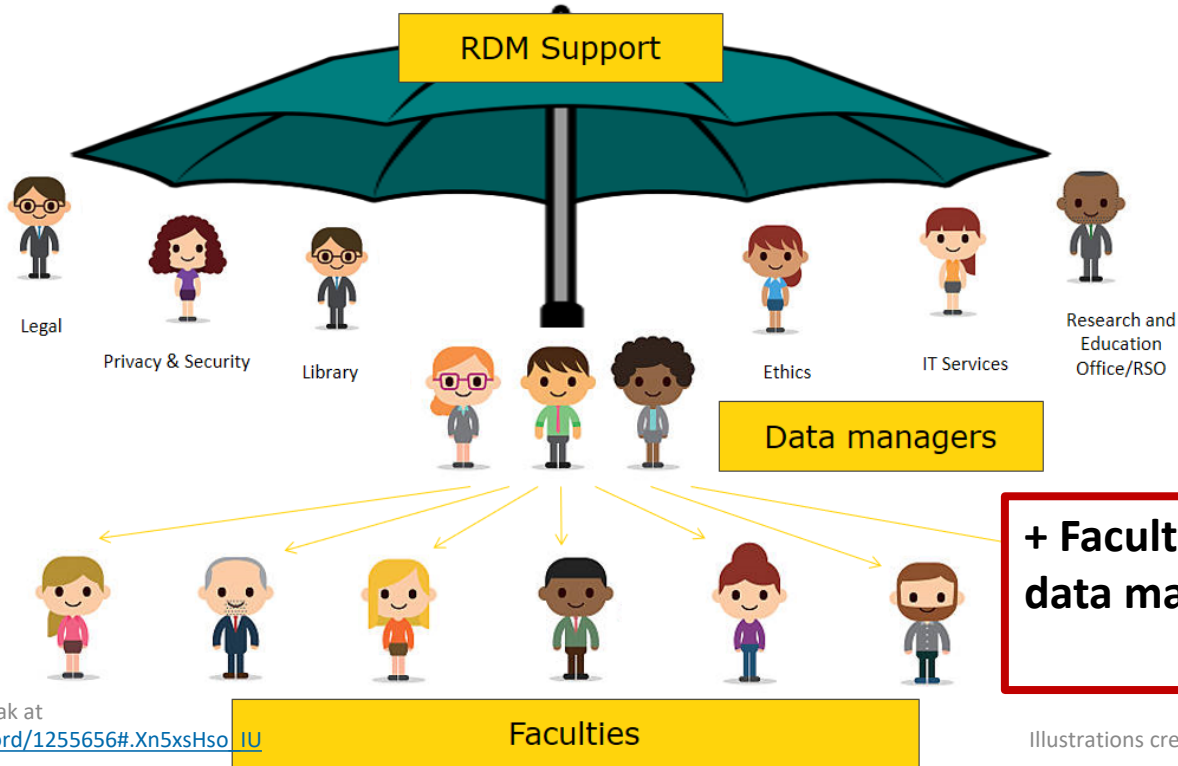 RDM Support
Legal
Privacy & Security
Library
Ethics
IT Services
Research and
Education
Office/RSO
Data managers
+ Facult
data ma
ak at
ord/1255656#.Xn5xsHso_IU
Faculties
Illustrations cre